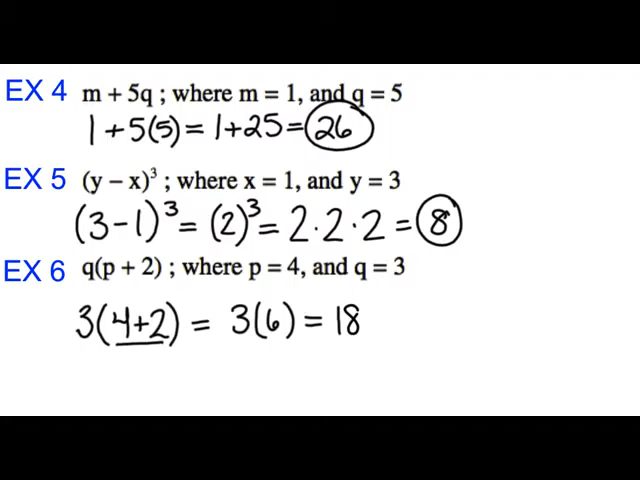 EX 4 m + 5q ; where m = 1, and q = 5
1 + 5(5) = 1+25 = 26
EX 5 (y – x)³ ; where x = 1, and y = 3
(3-1)³ = (2)³ = 2·2·2 = 8
EX 6 q(p + 2) ; where p = 4, and q = 3
3(4+2) = 3(6) = 18